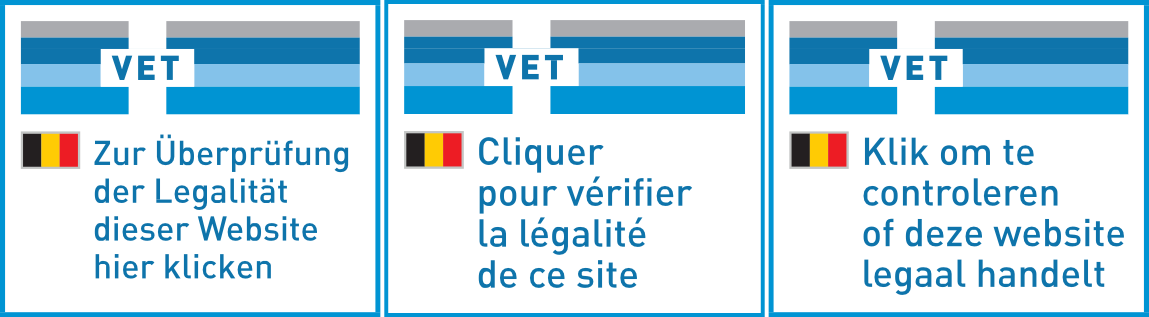 VET
Zur Überprüfung
der Legalität
dieser Website
hier klicken
VET
Cliquer
pour vérifier
la légalité
de ce site
VET
Klik om te
controleren
of deze website
legaal handelt